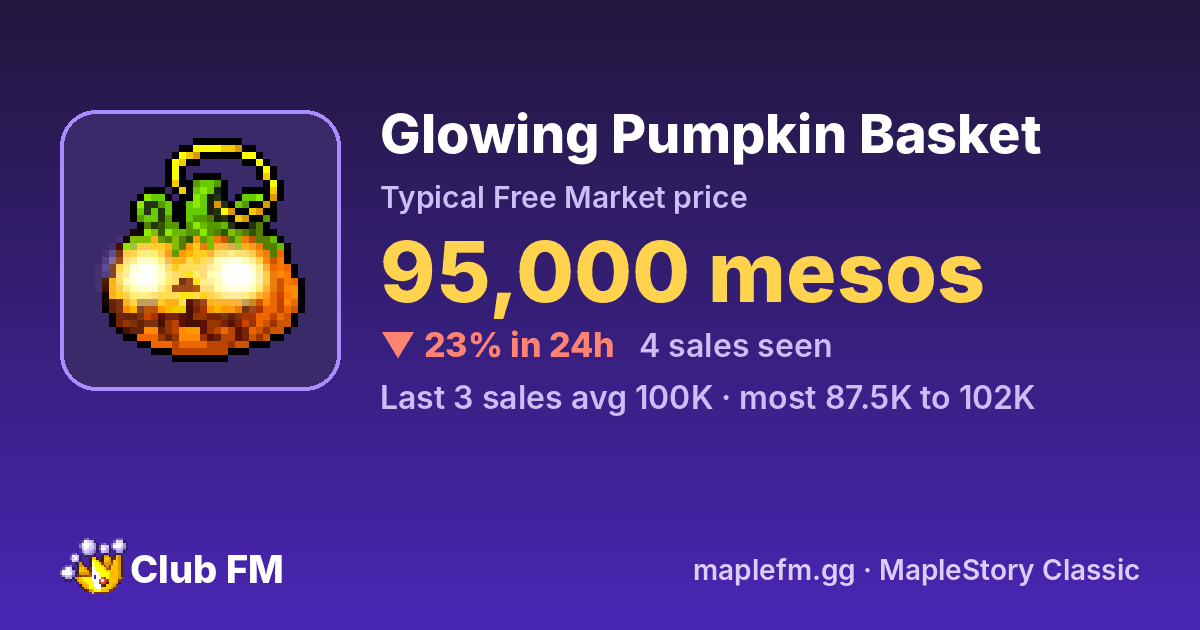 Glowing Pumpkin Basket
Typical Free Market price
95,000 mesos
▼ 23% in 24h 4 sales seen
Last 3 sales avg 100K · most 87.5K to 102K
Club FM
maplefm.gg · MapleStory Classic